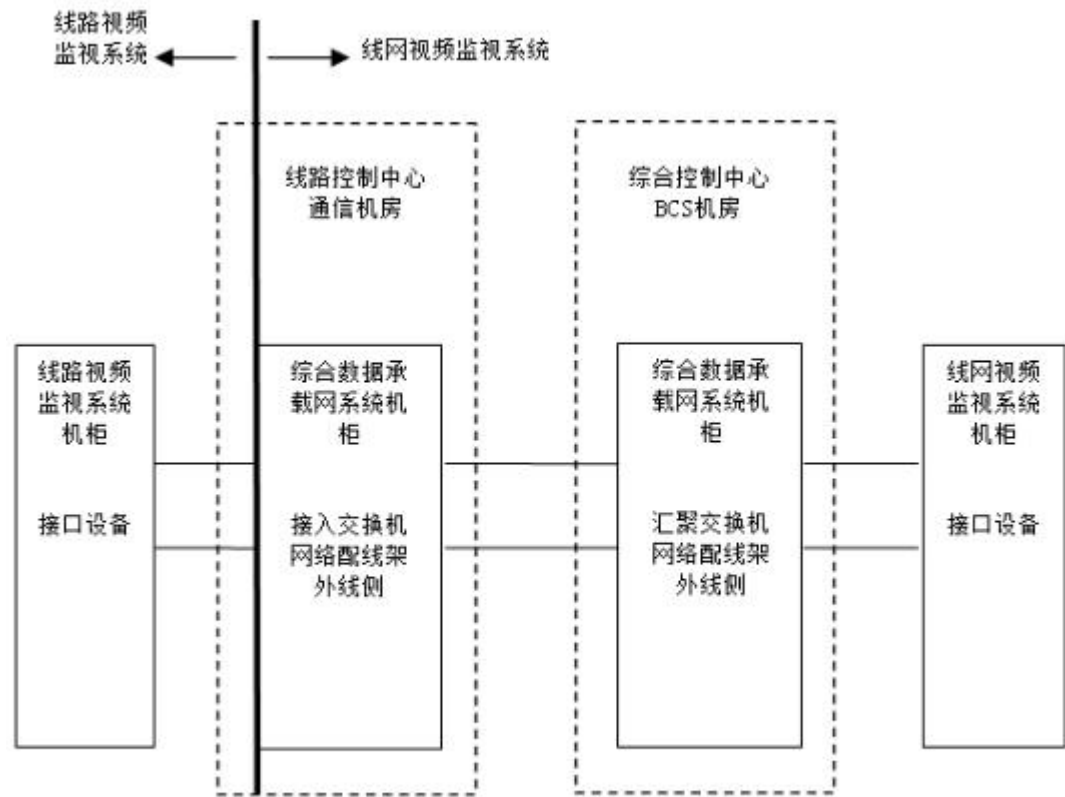 线路视频
监视系统
线网视频监视系统
线路控制中心
通信机房
综合控制中心
BCS机房
线路视频
监视系统
机柜
接口设备
综合数据承
载网系统机
柜
接入交换机
网络配线架
外线侧
综合数据承
载网系统机
柜
汇聚交换机
网络配线架
外线侧
线网视频
监视系统
机柜
接口设备